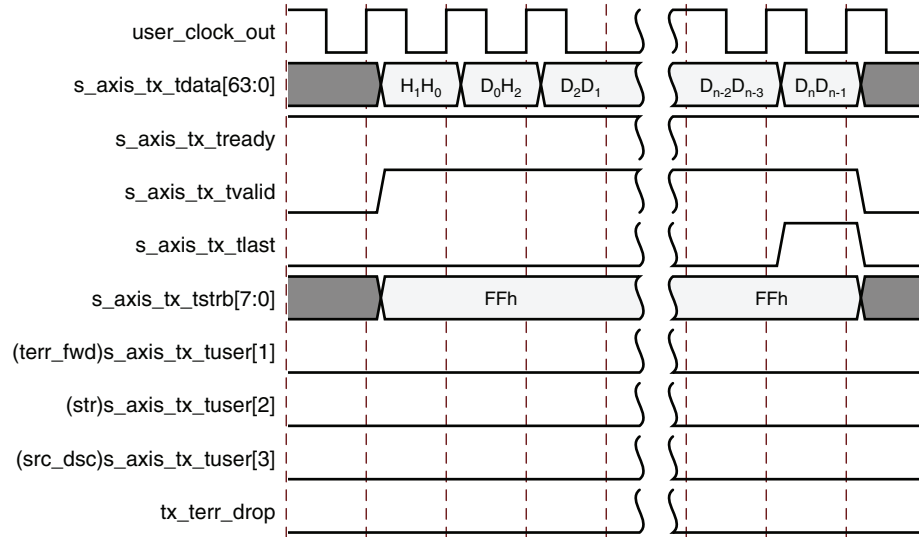 user_clock_out
s_axis_tx_tdata[63:0] H₁H₀ D₀H₂ D₂D₁ Dₙ₋₂Dₙ₋₃ DₙDₙ₋₁
s_axis_tx_tready
s_axis_tx_tvalid
s_axis_tx_tlast
s_axis_tx_tstrb[7:0] FFh FFh
(terr_fwd)s_axis_tx_tuser[1]
(str)s_axis_tx_tuser[2]
(src_dsc)s_axis_tx_tuser[3]
tx_terr_drop